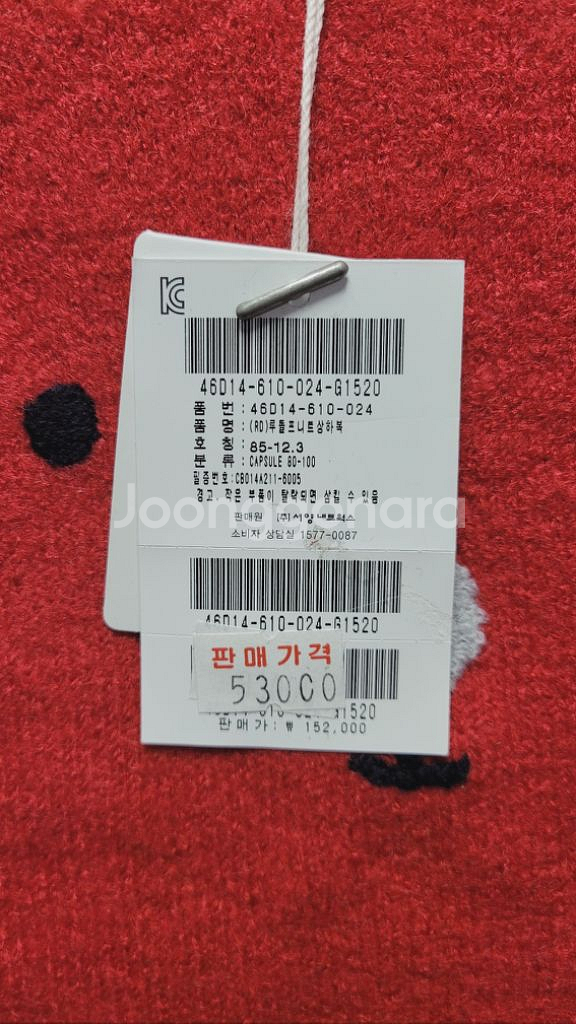 KC
46D14-610-024-G1520
품 번 : 46D14-610-024
품 명 : (RD)루돌프니트상하복
호 칭 : 85-12.3
분 류 : CAPSULE 80-100
필증번호:CB014A211-6005
경고. 작은 부품이 탈락되면 삼킬 수 있음
Joonggonara
판매원 (주)서양네트웍스
소비자 상담실 1577-0087
46D14-610-024-G1520
판매가격
53000
G1520
판매가 : ₩ 152,000